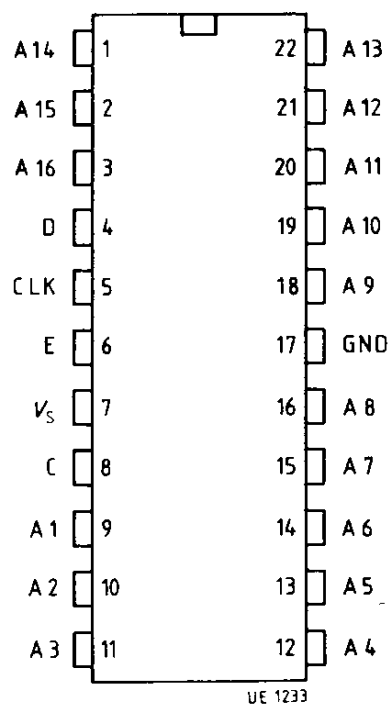 A14 1 22 A13
A15 2 21 A12
A16 3 20 A11
D 4 19 A10
CLK 5 18 A9
E 6 17 GND
VS 7 16 A8
C 8 15 A7
A1 9 14 A6
A2 10 13 A5
A3 11 12 A4
UE 1233